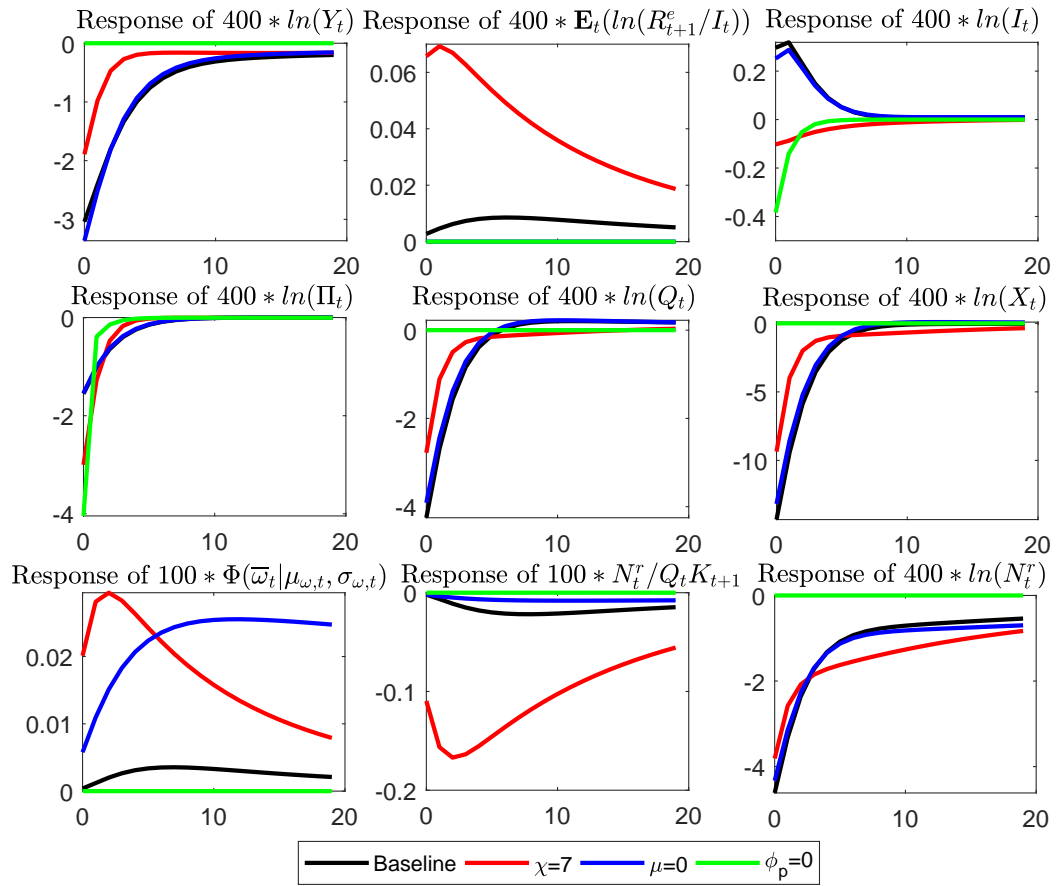 Response of 400 ∗ ln(Y_t)
0
-1
-2
-3
0 10 20
Response of 400 ∗ E_t(ln(R^e_{t+1}/I_t))
0.06
0.04
0.02
0
0 10 20
Response of 400 ∗ ln(I_t)
0.2
0
-0.2
-0.4
0 10 20
Response of 400 ∗ ln(Π_t)
0
-2
-4
0 10 20
Response of 400 ∗ ln(Q_t)
0
-2
-4
0 10 20
Response of 400 ∗ ln(X_t)
0
-5
-10
0 10 20
Response of 100 ∗ Φ(ω̅_t|μ_{ω,t}, σ_{ω,t})
0.02
0.01
0
0 10 20
Response of 100 ∗ N^r_t/Q_tK_{t+1}
0
-0.1
-0.2
0 10 20
Response of 400 ∗ ln(N^r_t)
0
-2
-4
0 10 20
Baseline χ=7 μ=0 ϕ_p=0